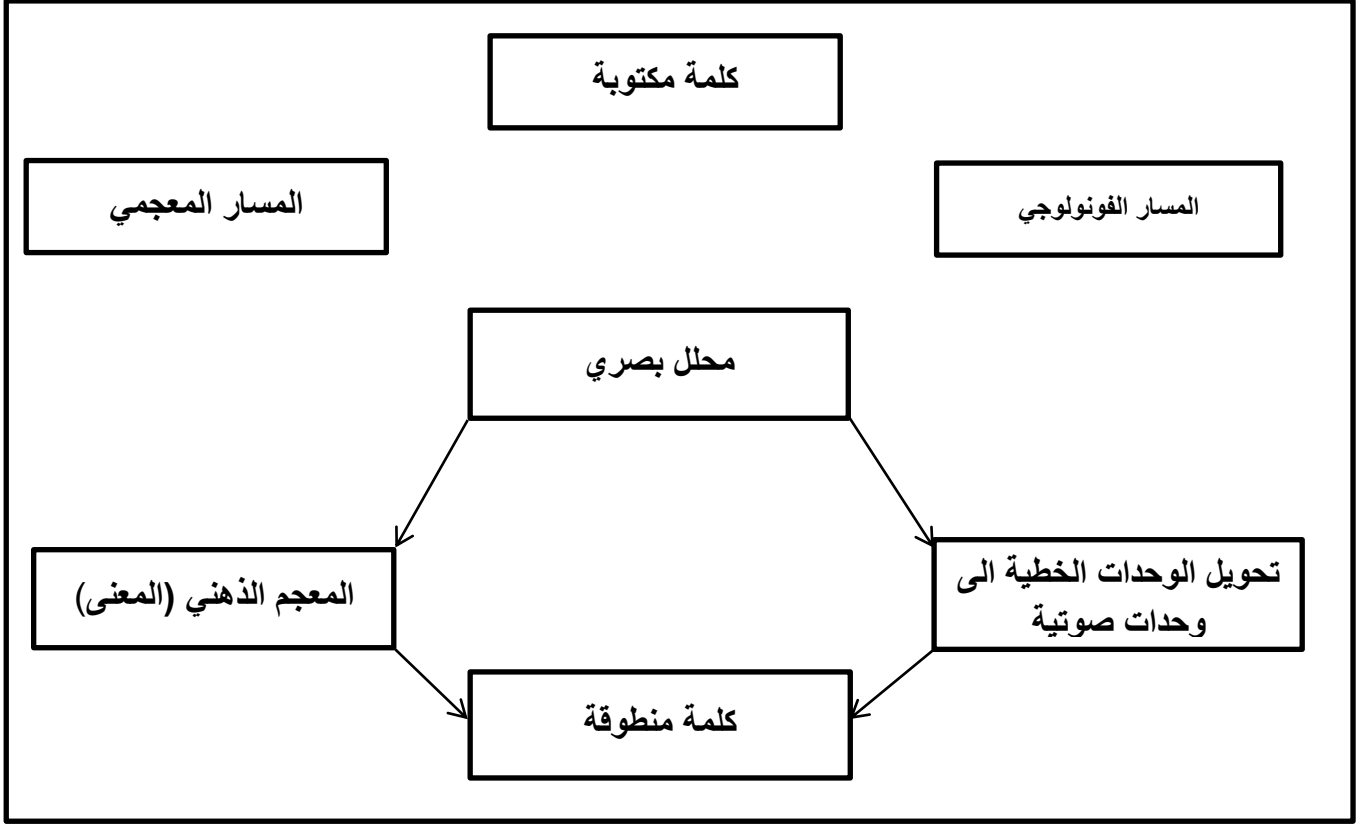 كلمة مكتوبة
المسار الفونولوجي
المسار المعجمي
محلل بصري
تحويل الوحدات الخطية الى
وحدات صوتية
المعجم الذهني (المعنى)
كلمة منطوقة